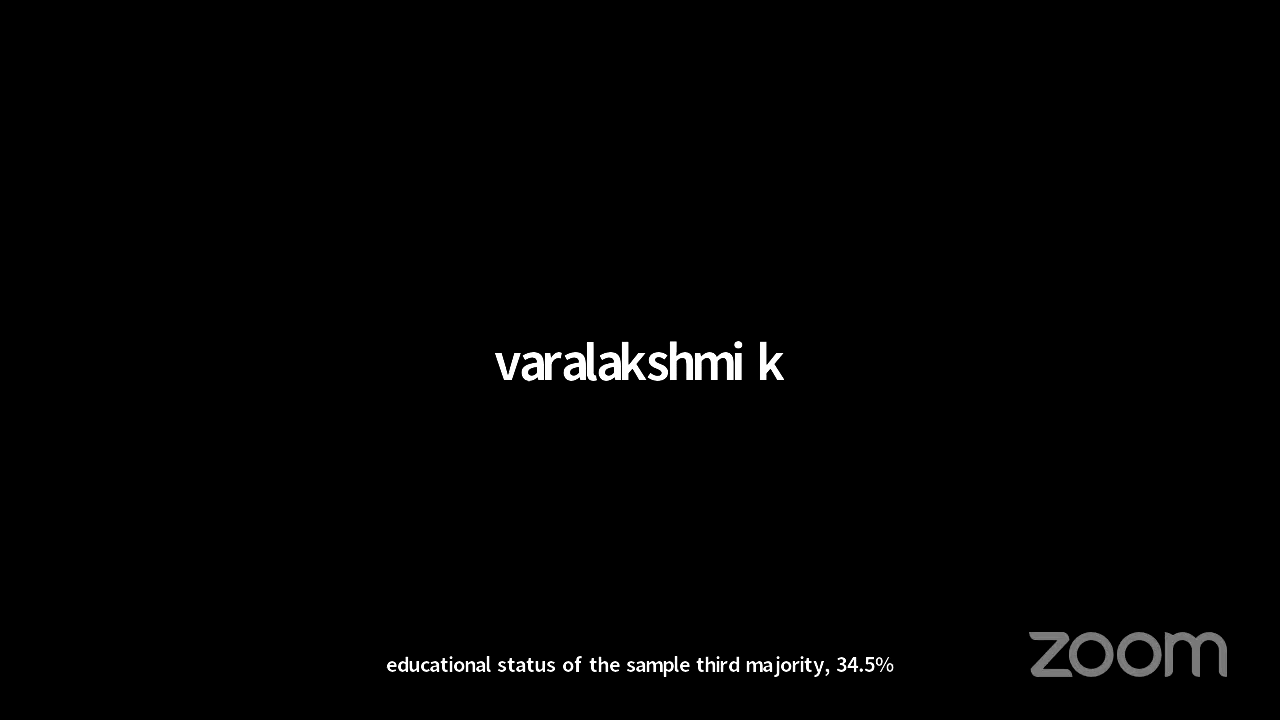 varalakshmi k
educational status of the sample third majority, 34.5%
zoom